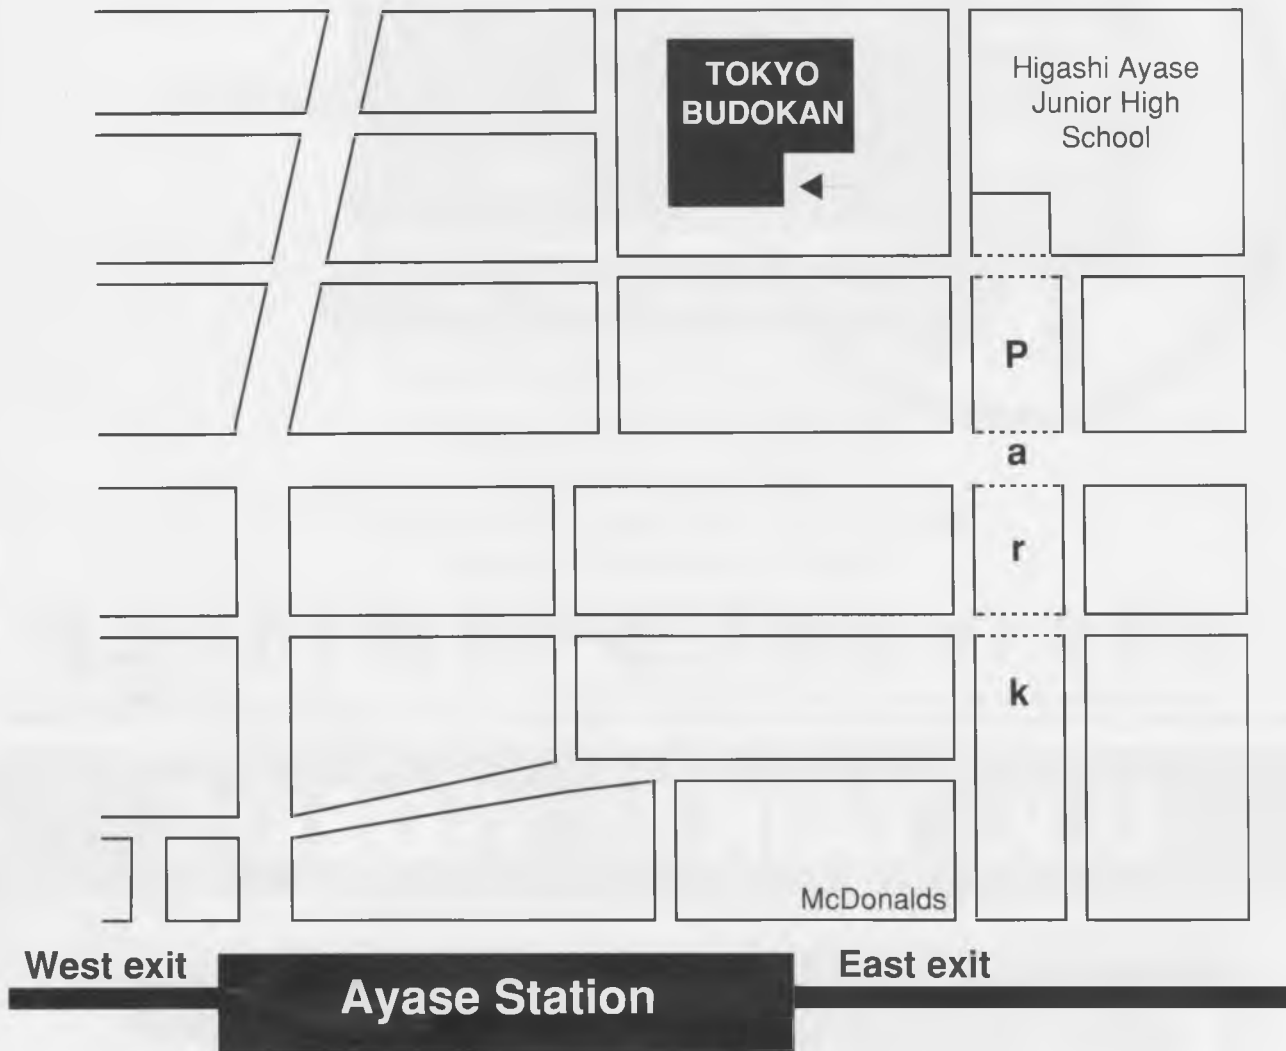 TOKYO
BUDOKAN
Higashi Ayase
Junior High
School
P
a
r
k
McDonalds
West exit
East exit
Ayase Station